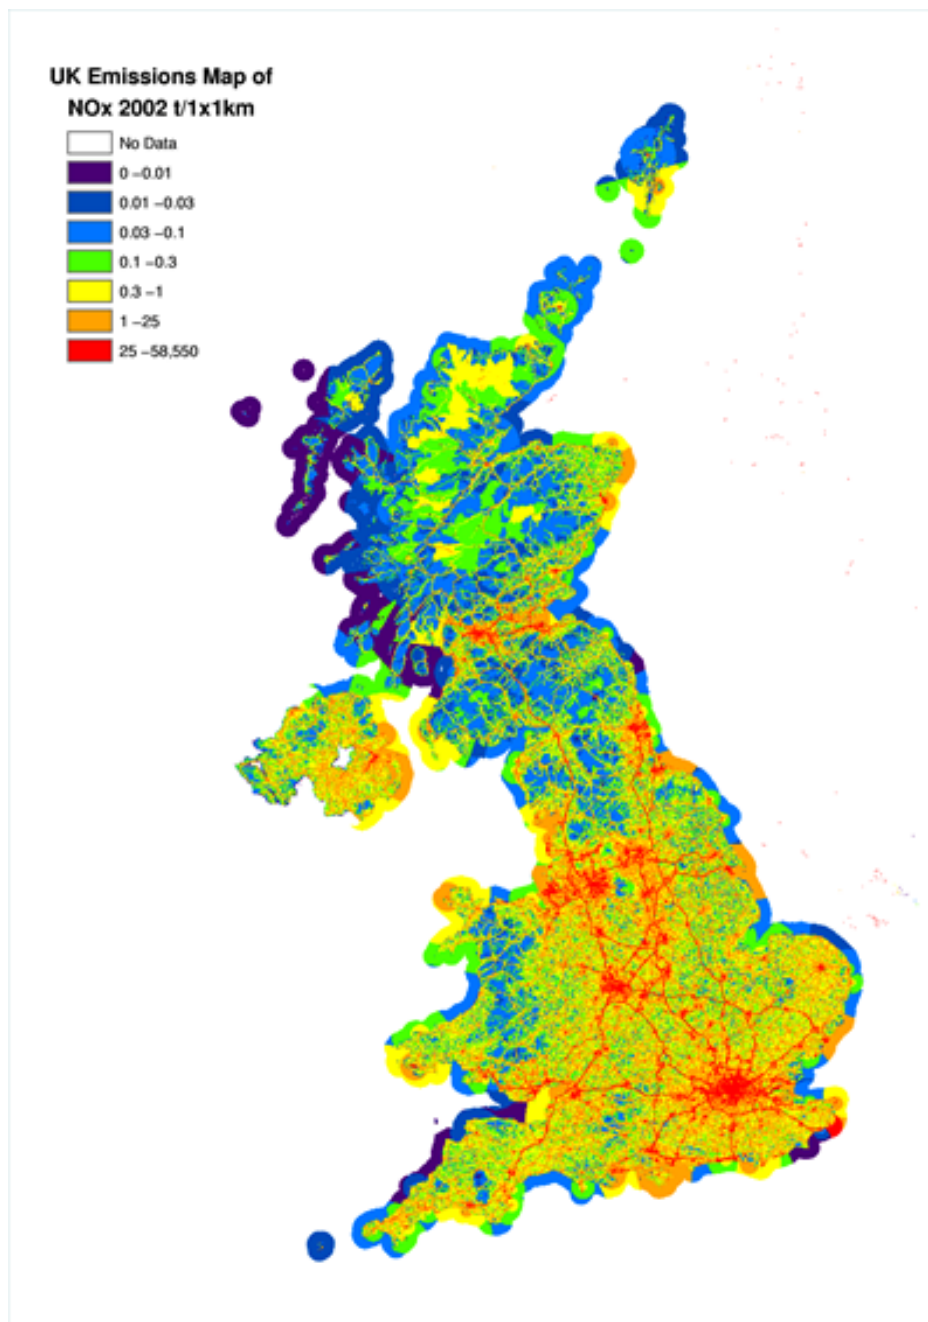 UK Emissions Map of
NOx 2002 t/1x1km
No Data
0 –0.01
0.01 –0.03
0.03 –0.1
0.1 –0.3
0.3 –1
1 –25
25 –58,550